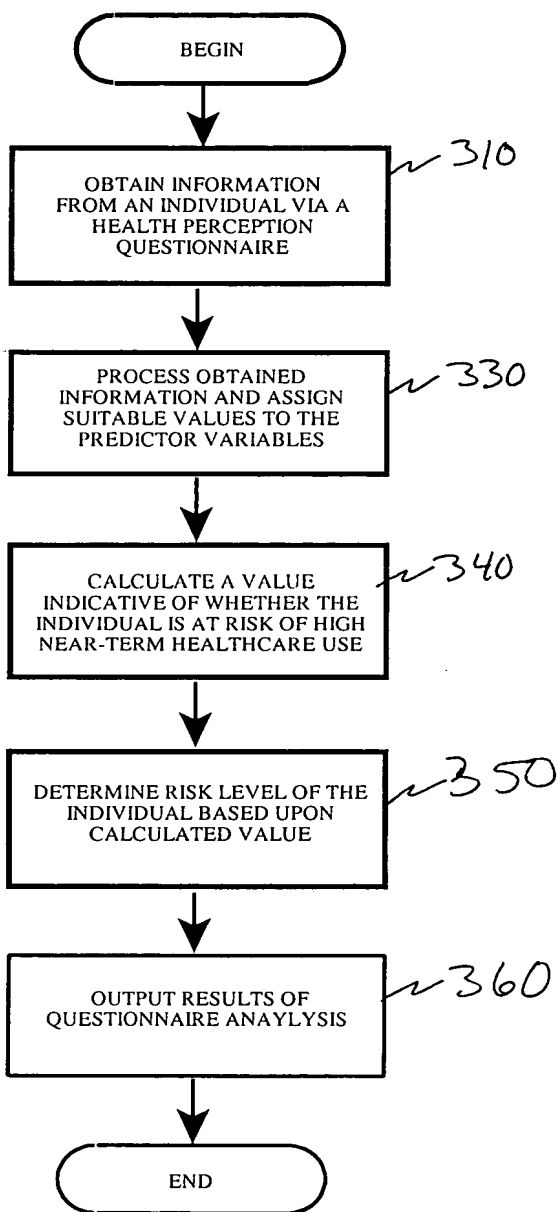 BEGIN
310
OBTAIN INFORMATION
FROM AN INDIVIDUAL VIA A
HEALTH PERCEPTION
QUESTIONNAIRE
330
PROCESS OBTAINED
INFORMATION AND ASSIGN
SUITABLE VALUES TO THE
PREDICTOR VARIABLES
340
CALCULATE A VALUE
INDICATIVE OF WHETHER THE
INDIVIDUAL IS AT RISK OF HIGH
NEAR-TERM HEALTHCARE USE
350
DETERMINE RISK LEVEL OF THE
INDIVIDUAL BASED UPON
CALCULATED VALUE
360
OUTPUT RESULTS OF
QUESTIONNAIRE ANAYLYSIS
END